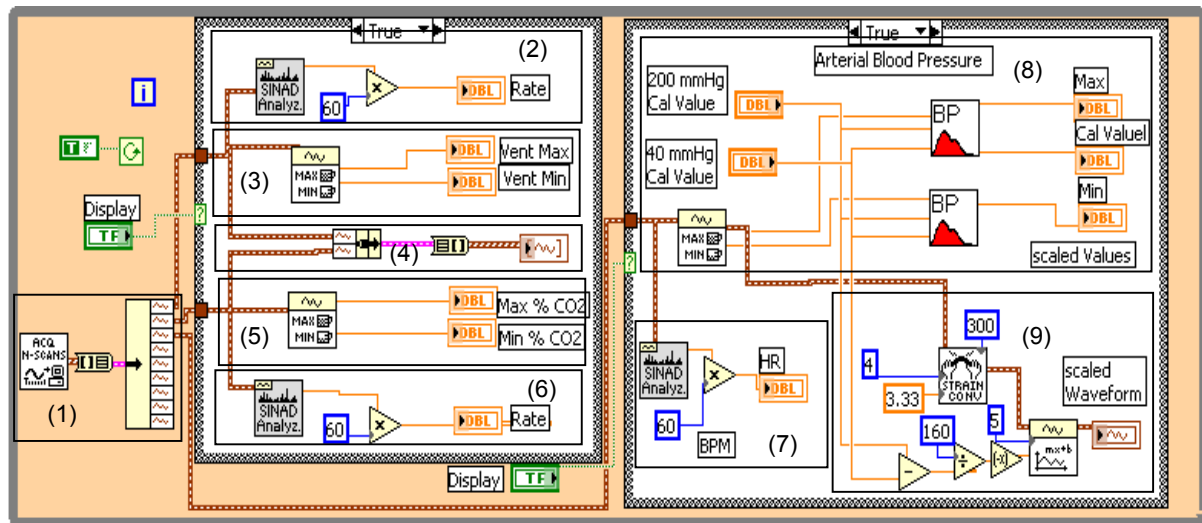 True
(2)
SINAD
Analyz.
60
x
DBL
Rate
i
T
(3)
MAX
MIN
DBL
Vent Max
DBL
Vent Min
Display
TF
?
(4)
(5)
MAX
MIN
DBL
Max % CO2
DBL
Min % CO2
ACQ
N-SCANS
(1)
(6)
SINAD
Analyz.
60
x
DBL
Rate
Display
TF
True
Arterial Blood Pressure
(8)
200 mmHg
Cal Value
DBL
40 mmHg
Cal Value
DBL
BP
Max
DBL
Cal Valuel
DBL
BP
Min
DBL
scaled Values
?
MAX
MIN
SINAD
Analyz.
60
x
HR
DBL
BPM
(7)
300
(9)
4
STRAIN
CONV
3.33
scaled
Waveform
160
5
-
÷
(-x)
mx+b